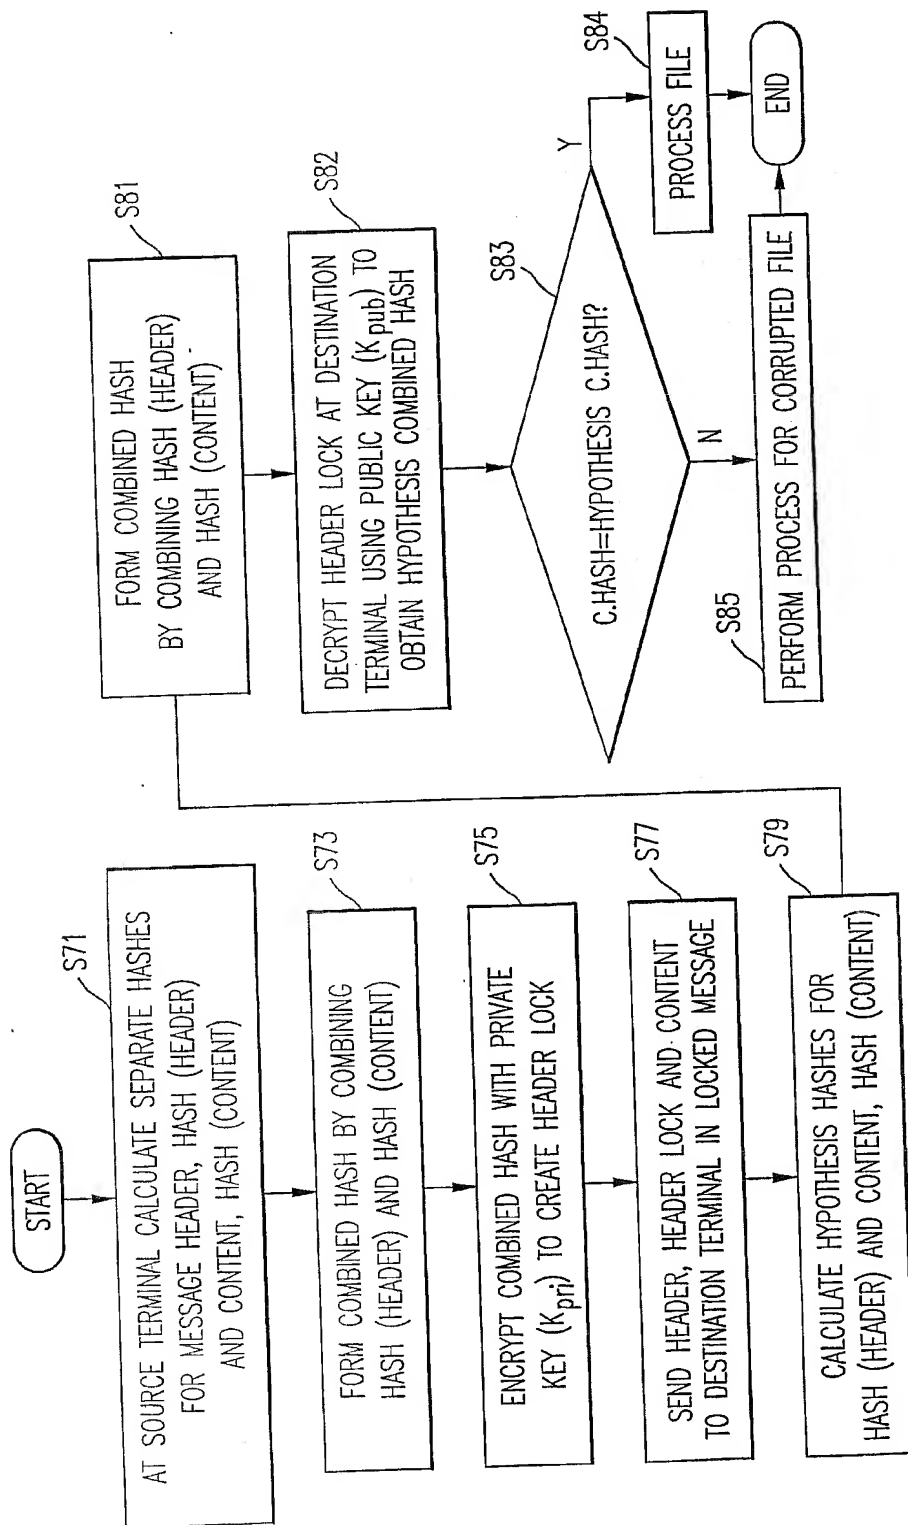 START
S71
AT SOURCE TERMINAL CALCULATE SEPARATE HASHES
FOR MESSAGE HEADER, HASH (HEADER)
AND CONTENT, HASH (CONTENT)
S73
FORM COMBINED HASH BY COMBINING
HASH (HEADER) AND HASH (CONTENT)
S75
ENCRYPT COMBINED HASH WITH PRIVATE
KEY (Kpri) TO CREATE HEADER LOCK
S77
SEND HEADER, HEADER LOCK AND CONTENT
TO DESTINATION TERMINAL IN LOCKED MESSAGE
S79
CALCULATE HYPOTHESIS HASHES FOR
HASH (HEADER) AND CONTENT, HASH (CONTENT)
S81
FORM COMBINED HASH
BY COMBINING HASH (HEADER)
AND HASH (CONTENT)
S82
DECRYPT HEADER LOCK AT DESTINATION
TERMINAL USING PUBLIC KEY (Kpub) TO
OBTAIN HYPOTHESIS COMBINED HASH
S83
C.HASH=HYPOTHESIS C.HASH?
Y
S84
PROCESS FILE
N
S85
PERFORM PROCESS FOR CORRUPTED FILE
END